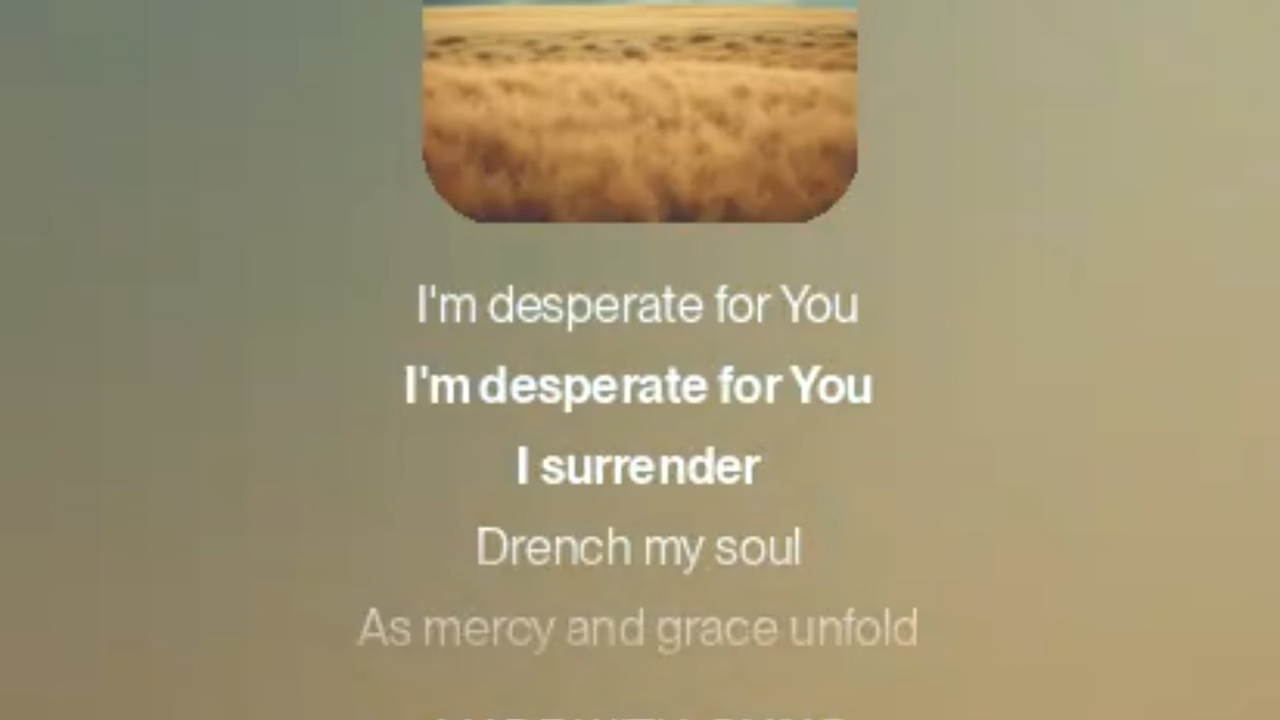 I'm desperate for You
I'm desperate for You
I surrender
Drench my soul
As mercy and grace unfold